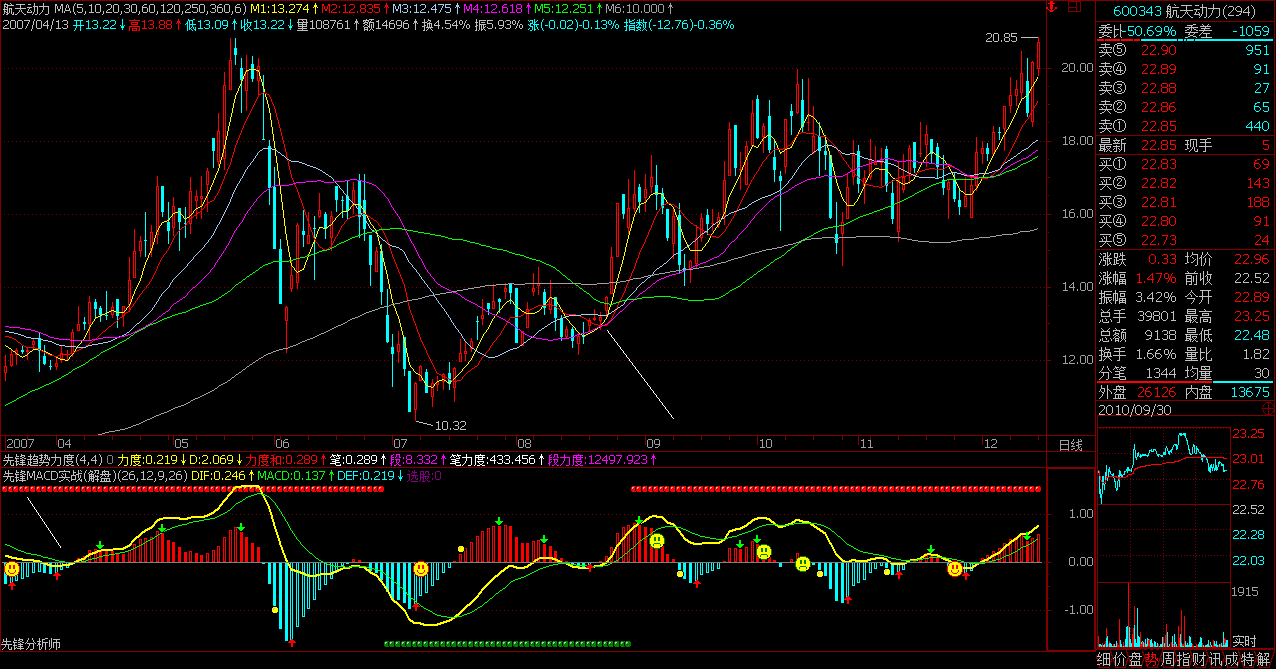 航天动力 MA(5,10,20,30,60,120,250,360,6) M1:13.274↑M2:12.835↑M3:12.475↑M4:12.618↑M5:12.251↑M6:10.000↑
2007/04/13 开13.22↓高13.88↑低13.09↑收13.22↓量108761↑额14696↑换4.54% 振5.93% 涨(-0.02)-0.13% 指数(-12.76)-0.36%
20.85
20.00
18.00
16.00
14.00
12.00
10.32
2007 04 05 06 07 08 09 10 11 12 日线
先锋趋势力度(4,4) 0 力度:0.219↓D:2.069↓力度和:0.289↑笔:0.289↑段:8.332↑笔力度:433.456↑段力度:12497.923↑
先锋MACD实战(解盘)(26,12,9,26) DIF:0.246↑MACD:0.137↑DEF:0.219↓选股:0
1.00
0.00
-1.00
先锋分析师
600343 航天动力(294)
委比50.69% 委差 -1059
卖⑤ 22.90 951
卖④ 22.89 91
卖③ 22.88 27
卖② 22.86 65
卖① 22.85 440
最新 22.85 现手 5
买① 22.83 69
买② 22.82 143
买③ 22.81 188
买④ 22.80 91
买⑤ 22.73 24
涨跌 0.33 均价 22.96
涨幅 1.47% 前收 22.52
振幅 3.42% 今开 22.89
总手 39801 最高 23.25
总额 9138 最低 22.48
换手 1.66% 量比 1.82
分笔 1344 均量 30
外盘 26126 内盘 13675
2010/09/30
23.25
23.01
22.76
22.52
22.28
22.03
1915
实时
细价盘势周指财讯成特解